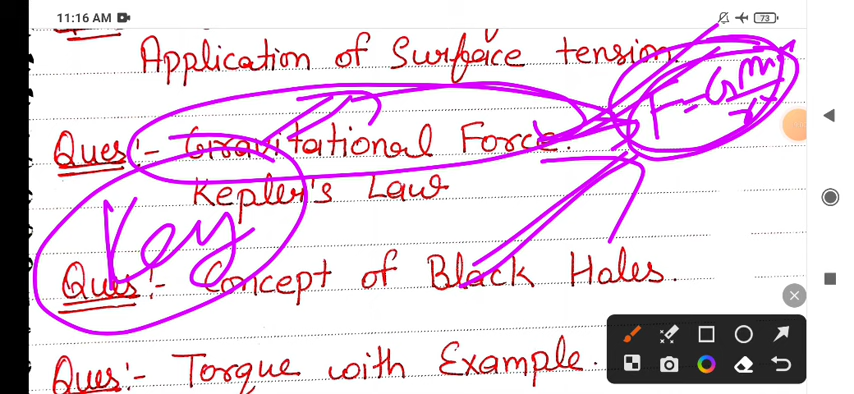 11:16 AM
73
Application of Surface tension.
Ques:- Gravitational Force.
Kepler's Law
Key
Ques:- Concept of Black Holes.
Ques:- Torque with Example.